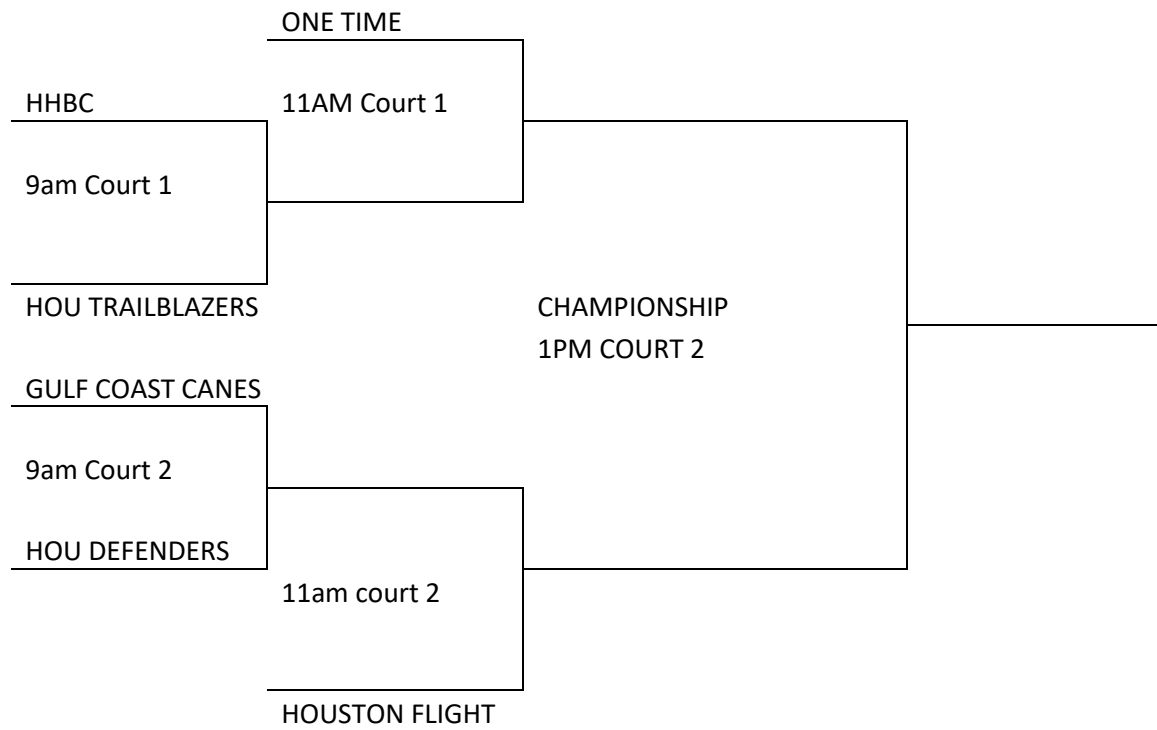 ONE TIME
HHBC
11AM Court 1
9am Court 1
HOU TRAILBLAZERS
CHAMPIONSHIP
1PM COURT 2
GULF COAST CANES
9am Court 2
HOU DEFENDERS
11am court 2
HOUSTON FLIGHT